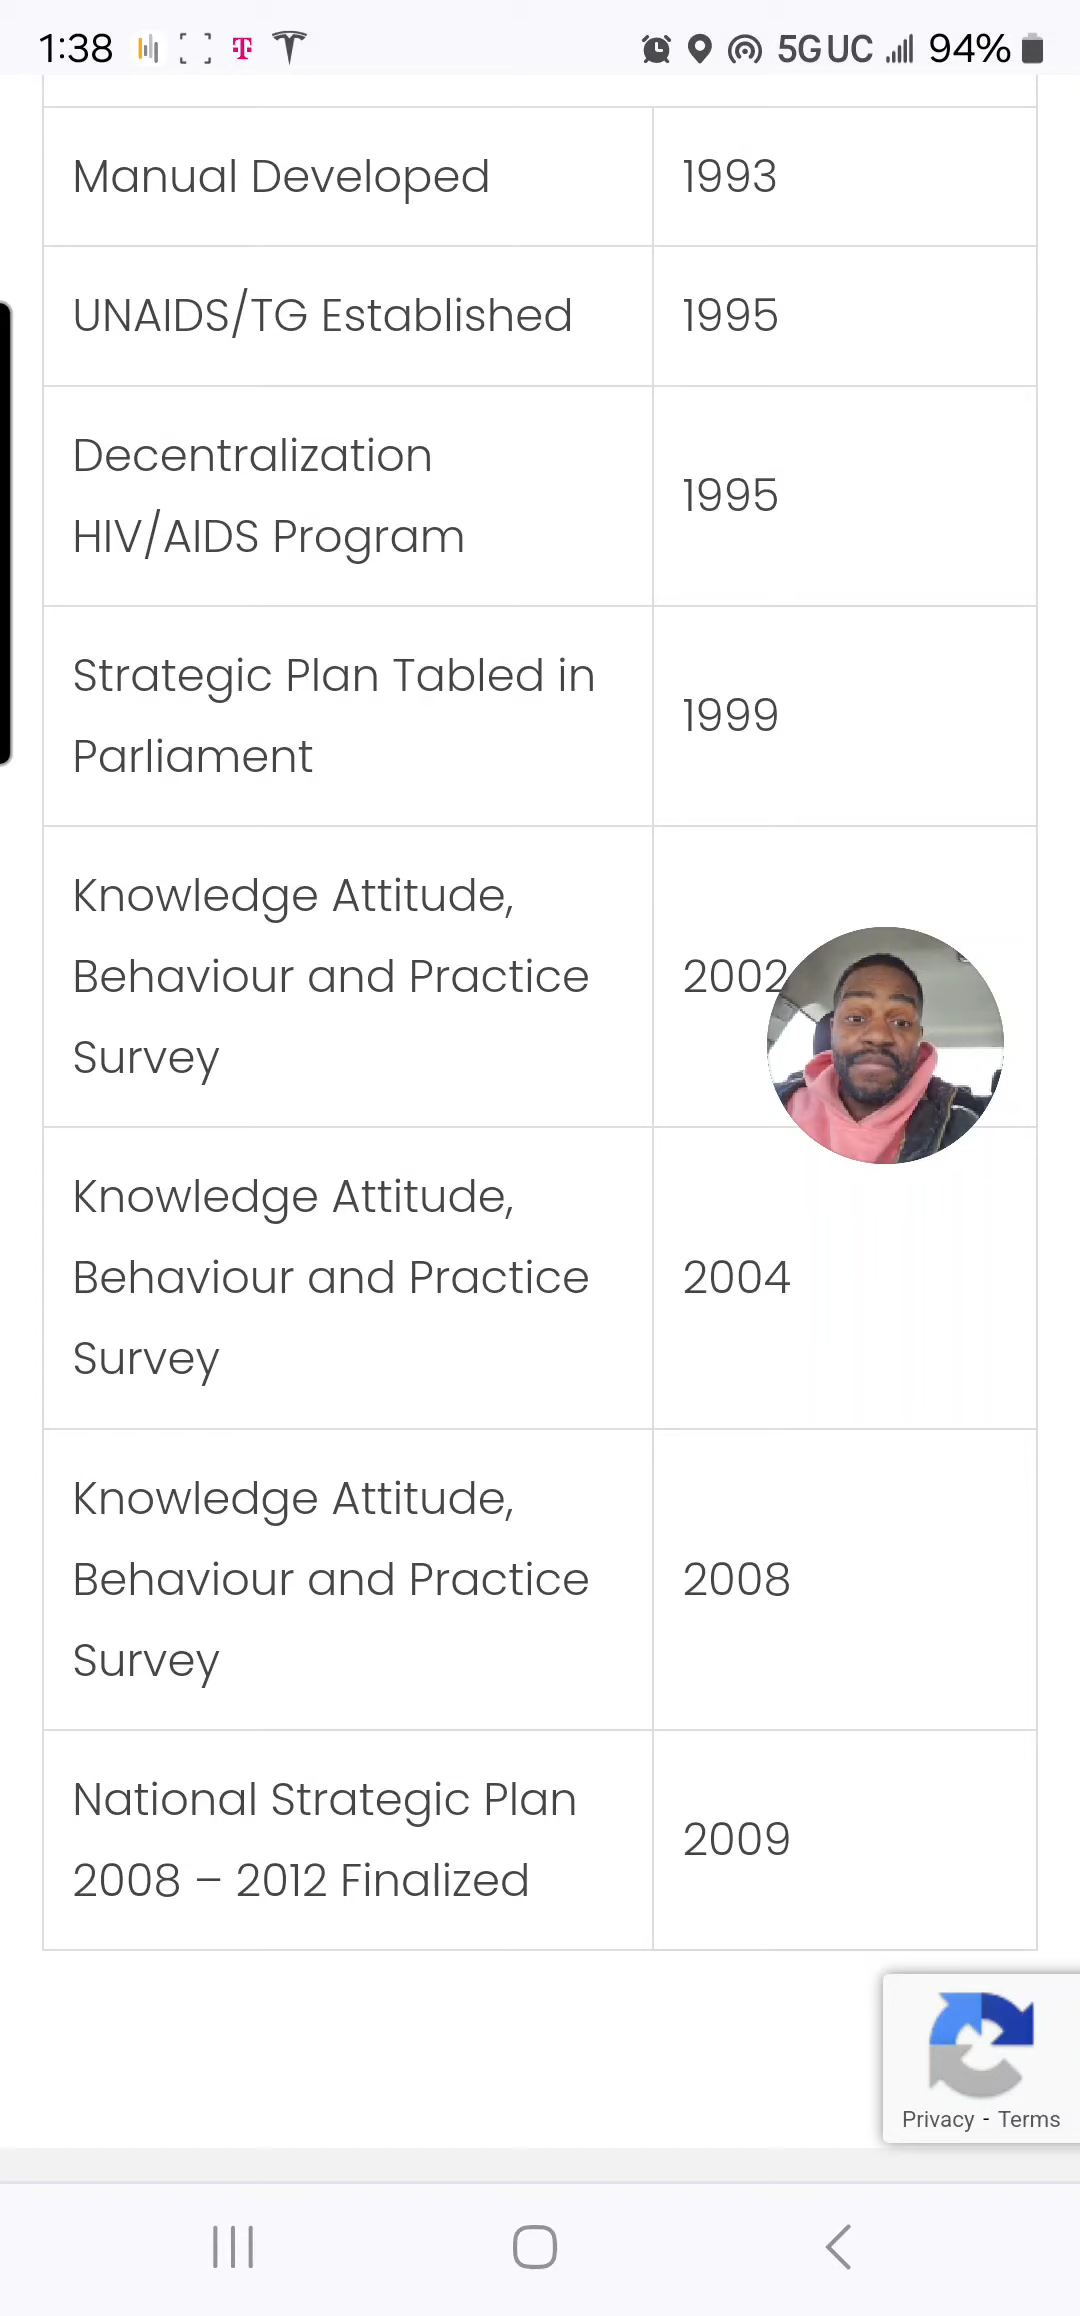 1:38 T 5G UC 94%
Manual Developed 1993
UNAIDS/TG Established 1995
Decentralization
HIV/AIDS Program
1995
Strategic Plan Tabled in
Parliament
1999
Knowledge Attitude,
Behaviour and Practice
Survey
2002
Knowledge Attitude,
Behaviour and Practice
Survey
2004
Knowledge Attitude,
Behaviour and Practice
Survey
2008
National Strategic Plan
2008 – 2012 Finalized
2009
Privacy - Terms